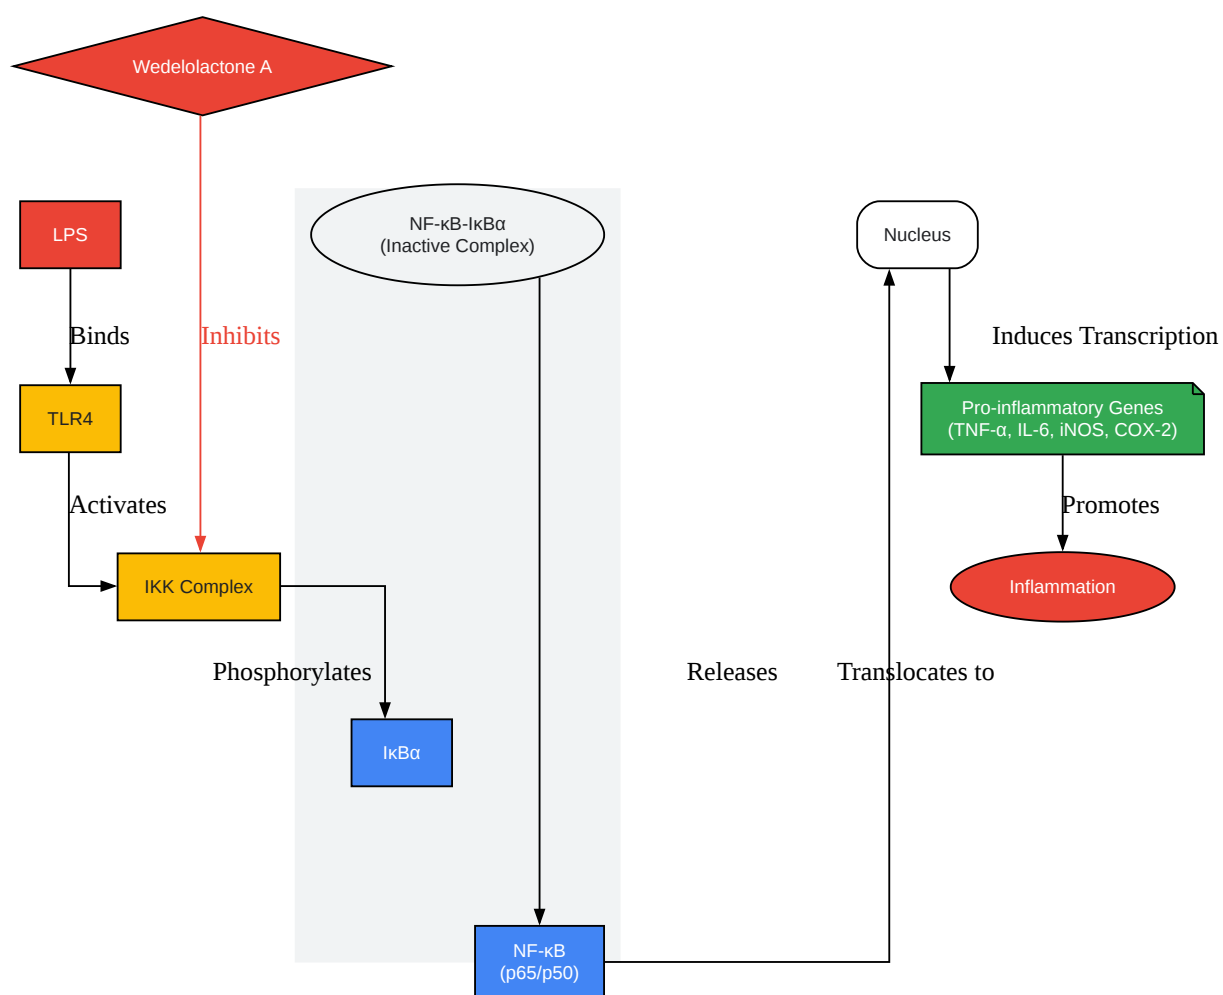 Wedelolactone A
LPS
NF-κB-IκBα
(Inactive Complex)
Nucleus
Binds
Inhibits
Induces Transcription
TLR4
Pro-inflammatory Genes
(TNF-α, IL-6, iNOS, COX-2)
Activates
Promotes
IKK Complex
Inflammation
Phosphorylates
Releases
Translocates to
IκBα
NF-κB
(p65/p50)